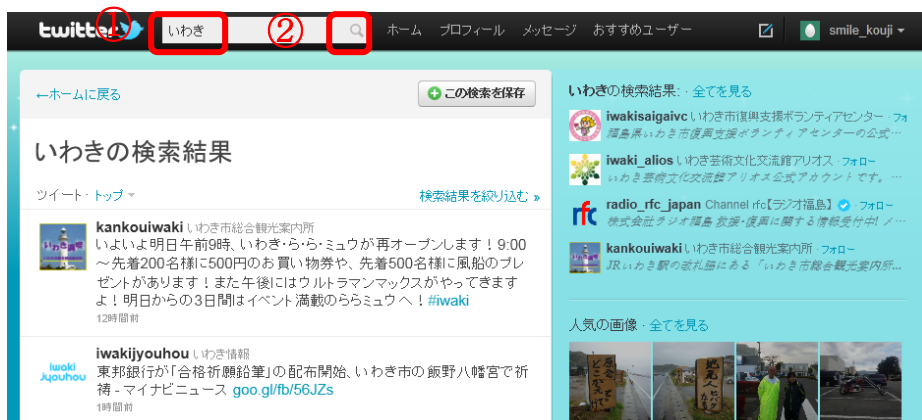 ① ②
twitter いわき ホーム プロフィール メッセージ おすすめユーザー smile_kouji
←ホームに戻る
この検索を保存
いわきの検索結果
ツイート・トップ
検索結果を絞り込む »
kankouiwaki いわき市総合観光案内所
いよいよ明日午前9時、いわき・ら・ら・ミュウが再オープンします！9:00
～先着200名様に500円のお買い物券や、先着500名様に風船のプレ
ゼントがあります！また午後にはウルトラマンマックスがやってきます
よ！明日からの3日間はイベント満載のららミュウへ！#iwaki
12時間前
iwaki
Jyouhou
iwakijyouhou いわき情報
東邦銀行が「合格祈願鉛筆」の配布開始、いわき市の飯野八幡宮で祈
祷 - マイナビニュース goo.gl/fb/56JZs
1時間前
いわきの検索結果: · 全てを見る
iwakisaigaivc いわき市復興支援ボランティアセンター · フォ
福島県いわき市復興支援ボランティアセンターの公式…
iwaki_alios いわき芸術文化交流館アリオス · フォロー
いわき芸術文化交流館アリオス公式アカウントです。 …
rfc
radio_rfc_japan Channel rfc【ラジオ福島】 · フォロー
株式会社ラジオ福島 救援・復興に関する情報受付中! メ…
kankouiwaki いわき市総合観光案内所 · フォロー
JRいわき駅の改札脇にある「いわき市総合観光案内所…
人気の画像 · 全てを見る